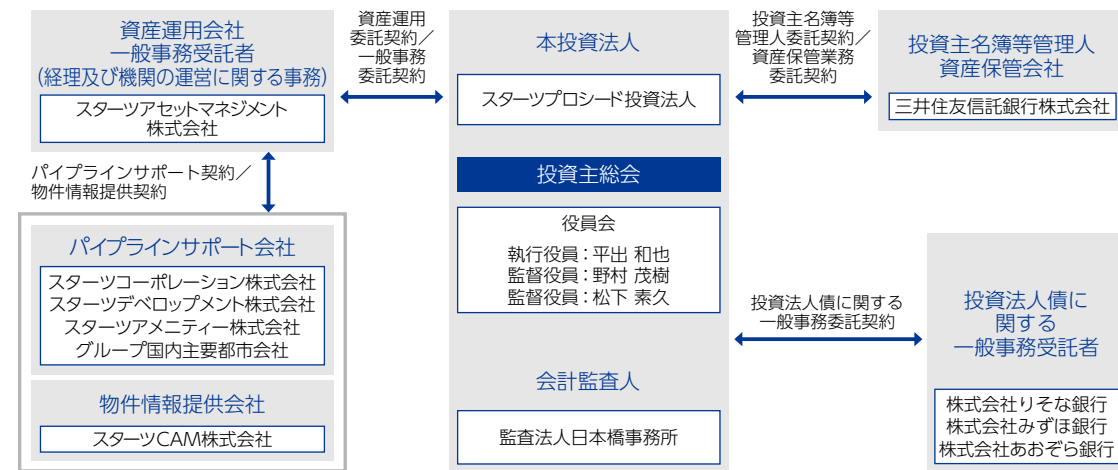 資産運用会社
一般事務受託者
(経理及び機関の運営に関する事務)
スターツアセットマネジメント
株式会社
資産運用
委託契約／
一般事務
委託契約
パイプラインサポート契約／
物件情報提供契約
パイプラインサポート会社
スターツコーポレーション株式会社
スターツデベロップメント株式会社
スターツアメニティー株式会社
グループ国内主要都市会社
物件情報提供会社
スターツCAM株式会社
本投資法人
スターツプロシード投資法人
投資主総会
役員会
執行役員：平出 和也
監督役員：野村 茂樹
監督役員：松下 素久
会計監査人
監査法人日本橋事務所
投資主名簿等
管理人委託契約／
資産保管業務
委託契約
投資主名簿等管理人
資産保管会社
三井住友信託銀行株式会社
投資法人債に関する
一般事務委託契約
投資法人債に
関する
一般事務受託者
株式会社りそな銀行
株式会社みずほ銀行
株式会社あおぞら銀行